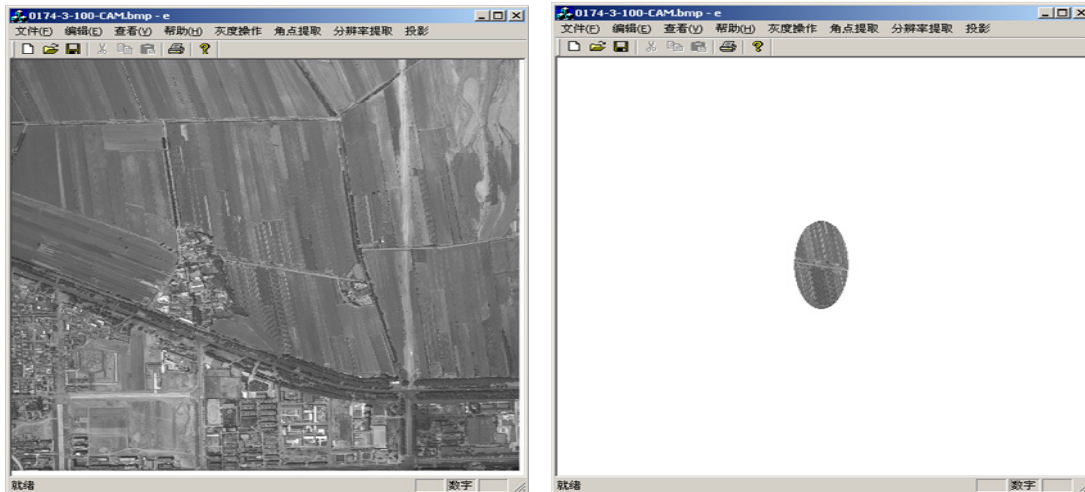 0174-3-100-CAM.bmp - e
文件(F) 编辑(E) 查看(V) 帮助(H) 灰度操作 角点提取 分辨率提取 投影
就绪
数字
0174-3-100-CAM.bmp - e
文件(F) 编辑(E) 查看(V) 帮助(H) 灰度操作 角点提取 分辨率提取 投影
就绪
数字